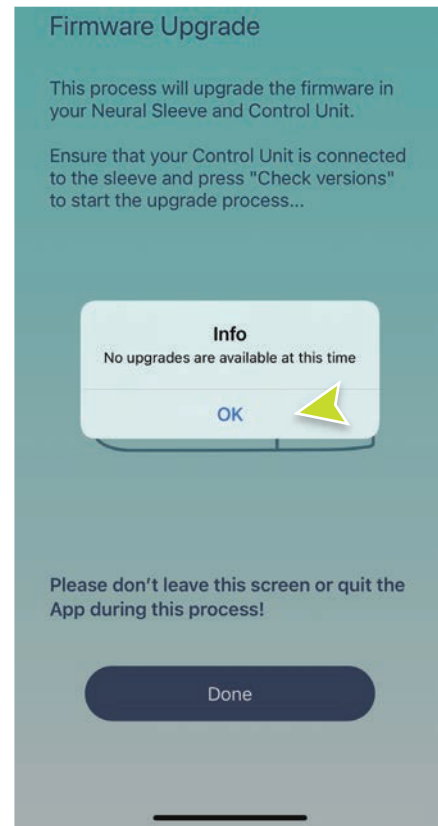 Firmware Upgrade
This process will upgrade the firmware in
your Neural Sleeve and Control Unit.
Ensure that your Control Unit is connected
to the sleeve and press "Check versions"
to start the upgrade process...
Info
No upgrades are available at this time
OK
Please don't leave this screen or quit the
App during this process!
Done